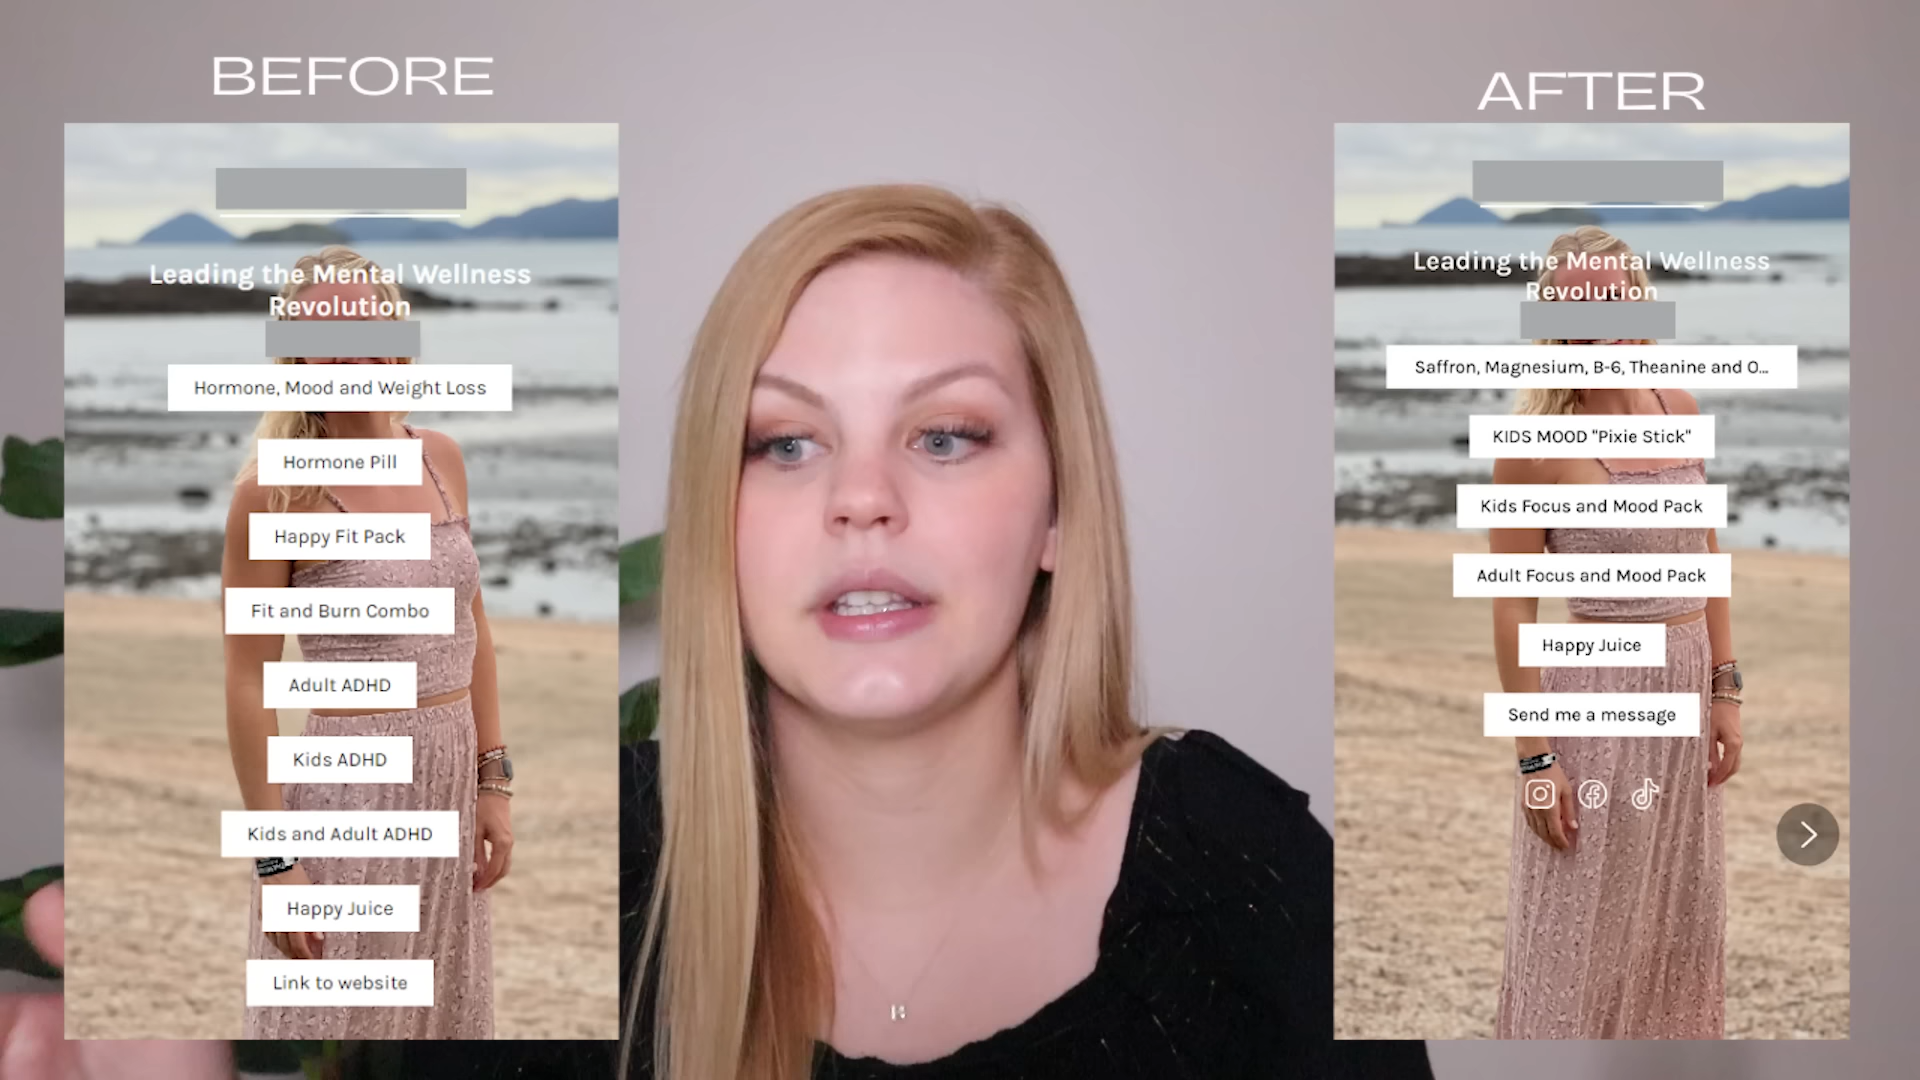 BEFORE
Leading the Mental Wellness
Revolution
Hormone, Mood and Weight Loss
Hormone Pill
Happy Fit Pack
Fit and Burn Combo
Adult ADHD
Kids ADHD
Kids and Adult ADHD
Happy Juice
Link to website
AFTER
Leading the Mental Wellness
Revolution
Saffron, Magnesium, B-6, Theanine and O...
KIDS MOOD "Pixie Stick"
Kids Focus and Mood Pack
Adult Focus and Mood Pack
Happy Juice
Send me a message